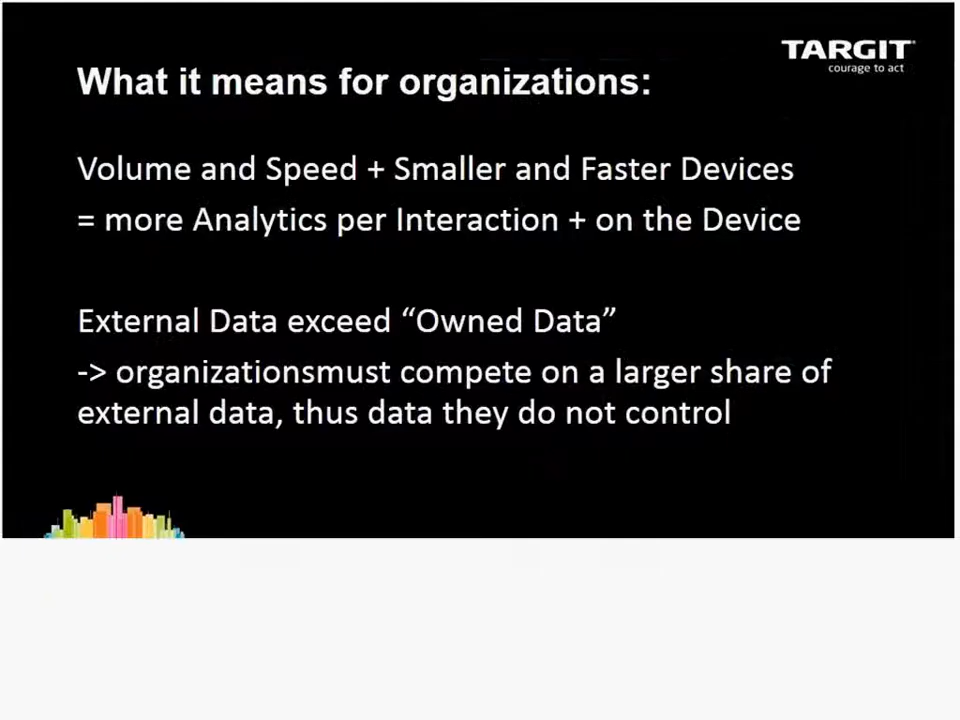 TARGIT
courage to act
What it means for organizations:
Volume and Speed + Smaller and Faster Devices
= more Analytics per Interaction + on the Device
External Data exceed “Owned Data”
-> organizationsmust compete on a larger share of
external data, thus data they do not control